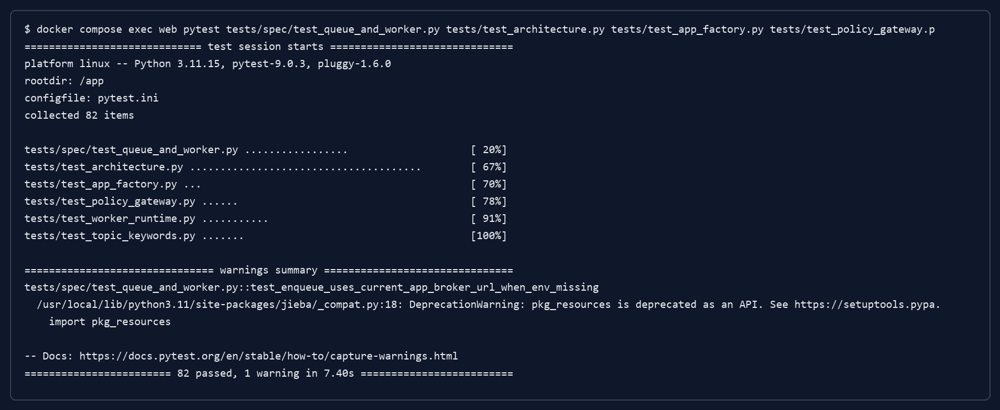 $ docker compose exec web pytest tests/spec/test_queue_and_worker.py tests/test_architecture.py tests/test_app_factory.py tests/test_policy_gateway.p
============================= test session starts ==============================
platform linux -- Python 3.11.15, pytest-9.0.3, pluggy-1.6.0
rootdir: /app
configfile: pytest.ini
collected 82 items
tests/spec/test_queue_and_worker.py .................                    [ 20%]
tests/test_architecture.py ......................................        [ 67%]
tests/test_app_factory.py ...                                            [ 70%]
tests/test_policy_gateway.py ......                                      [ 78%]
tests/test_worker_runtime.py ...........                                 [ 91%]
tests/test_topic_keywords.py .......                                     [100%]
=============================== warnings summary ===============================
tests/spec/test_queue_and_worker.py::test_enqueue_uses_current_app_broker_url_when_env_missing
  /usr/local/lib/python3.11/site-packages/jieba/_compat.py:18: DeprecationWarning: pkg_resources is deprecated as an API. See https://setuptools.pypa.
    import pkg_resources
-- Docs: https://docs.pytest.org/en/stable/how-to/capture-warnings.html
======================== 82 passed, 1 warning in 7.40s =========================